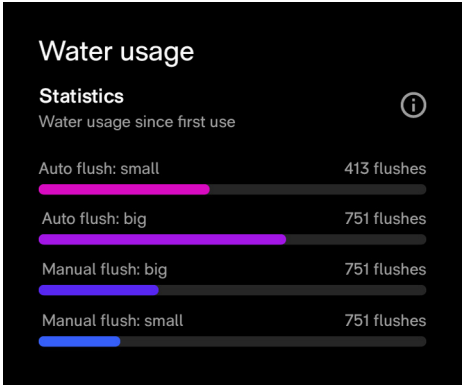 Water usage
Statistics
Water usage since first use
Auto flush: small 413 flushes
Auto flush: big 751 flushes
Manual flush: big 751 flushes
Manual flush: small 751 flushes